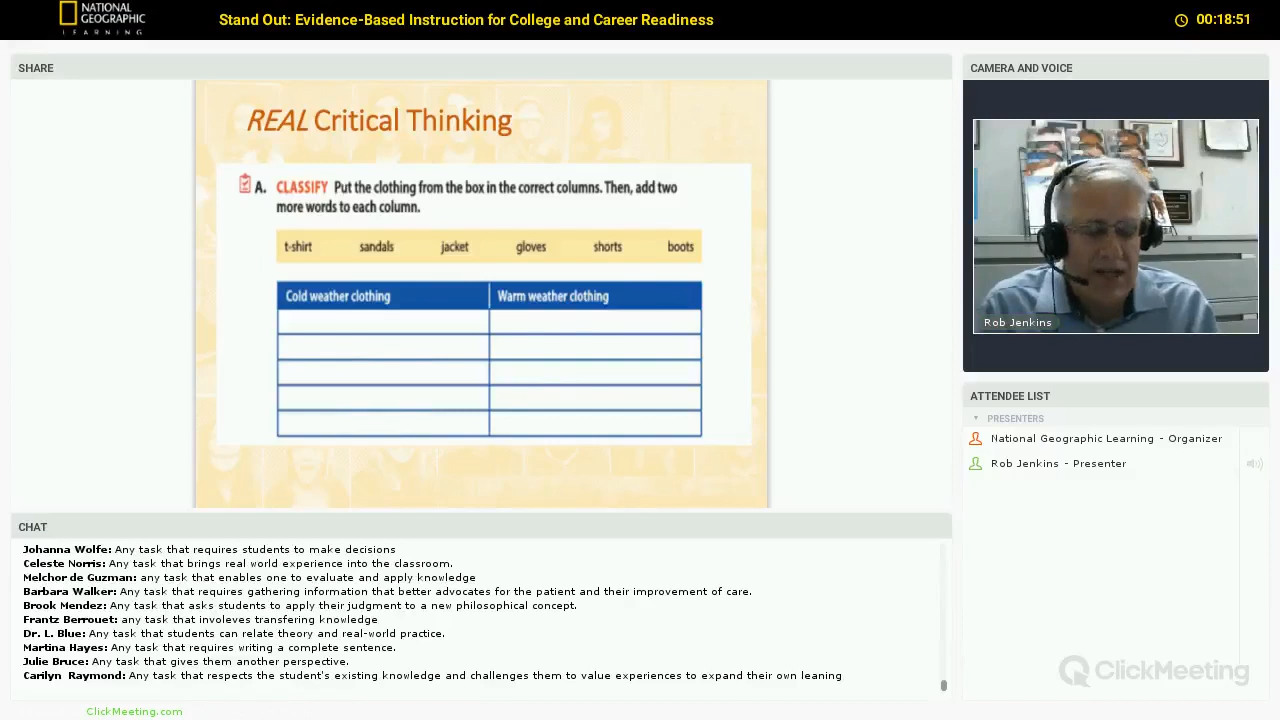 NATIONAL
GEOGRAPHIC
LEARNING
Stand Out: Evidence-Based Instruction for College and Career Readiness
00:18:51
SHARE
REAL Critical Thinking
A. CLASSIFY Put the clothing from the box in the correct columns. Then, add two
more words to each column.
t-shirt sandals jacket gloves shorts boots
Cold weather clothing Warm weather clothing
CAMERA AND VOICE
Rob Jenkins
ATTENDEE LIST
PRESENTERS
National Geographic Learning - Organizer
Rob Jenkins - Presenter
CHAT
Johanna Wolfe: Any task that requires students to make decisions
Celeste Norris: Any task that brings real world experience into the classroom.
Melchor de Guzman: any task that enables one to evaluate and apply knowledge
Barbara Walker: Any task that requires gathering information that better advocates for the patient and their improvement of care.
Brook Mendez: Any task that asks students to apply their judgment to a new philosophical concept.
Frantz Berrouet: any task that involeves transfering knowledge
Dr. L. Blue: Any task that students can relate theory and real-world practice.
Martina Hayes: Any task that requires writing a complete sentence.
Julie Bruce: Any task that gives them another perspective.
Carilyn Raymond: Any task that respects the student's existing knowledge and challenges them to value experiences to expand their own leaning
ClickMeeting
ClickMeeting.com